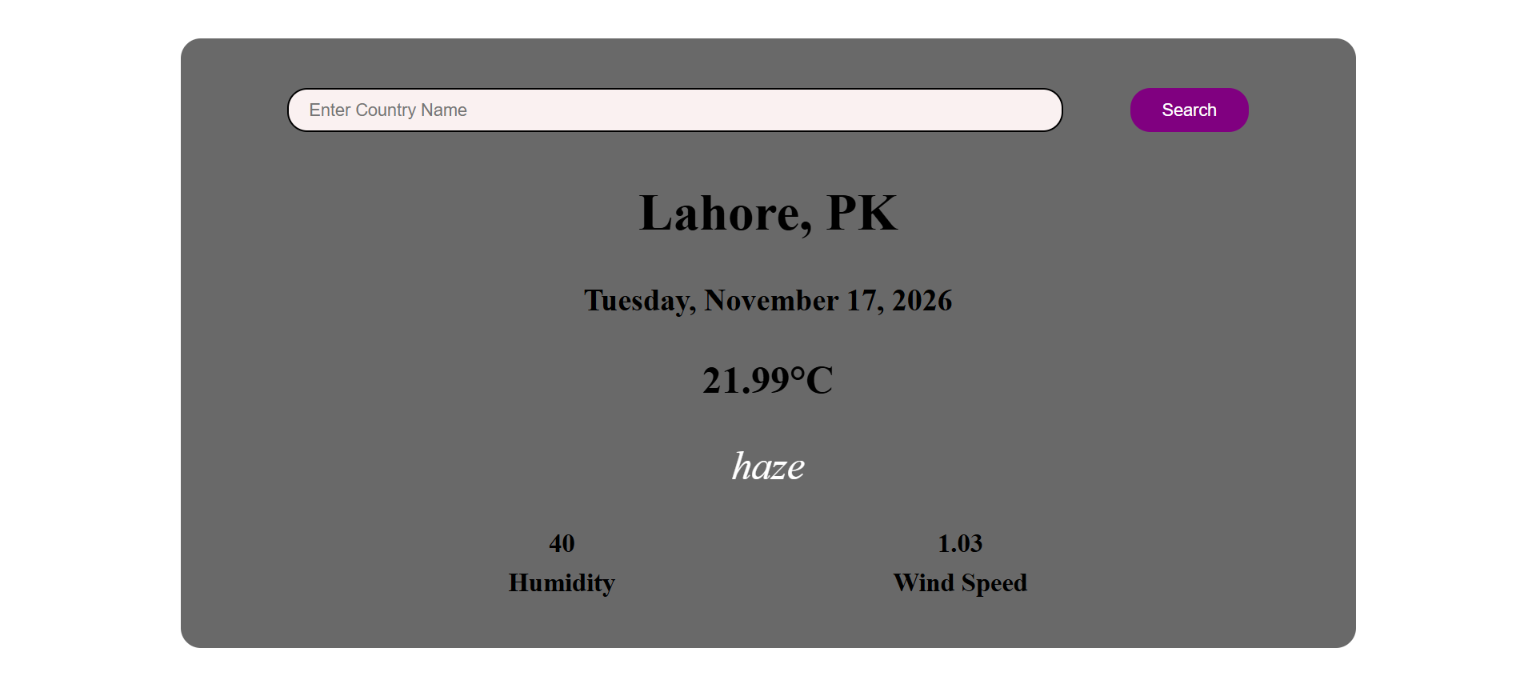 Enter Country Name
Search
Lahore, PK
Tuesday, November 17, 2026
21.99°C
haze
40
Humidity
1.03
Wind Speed